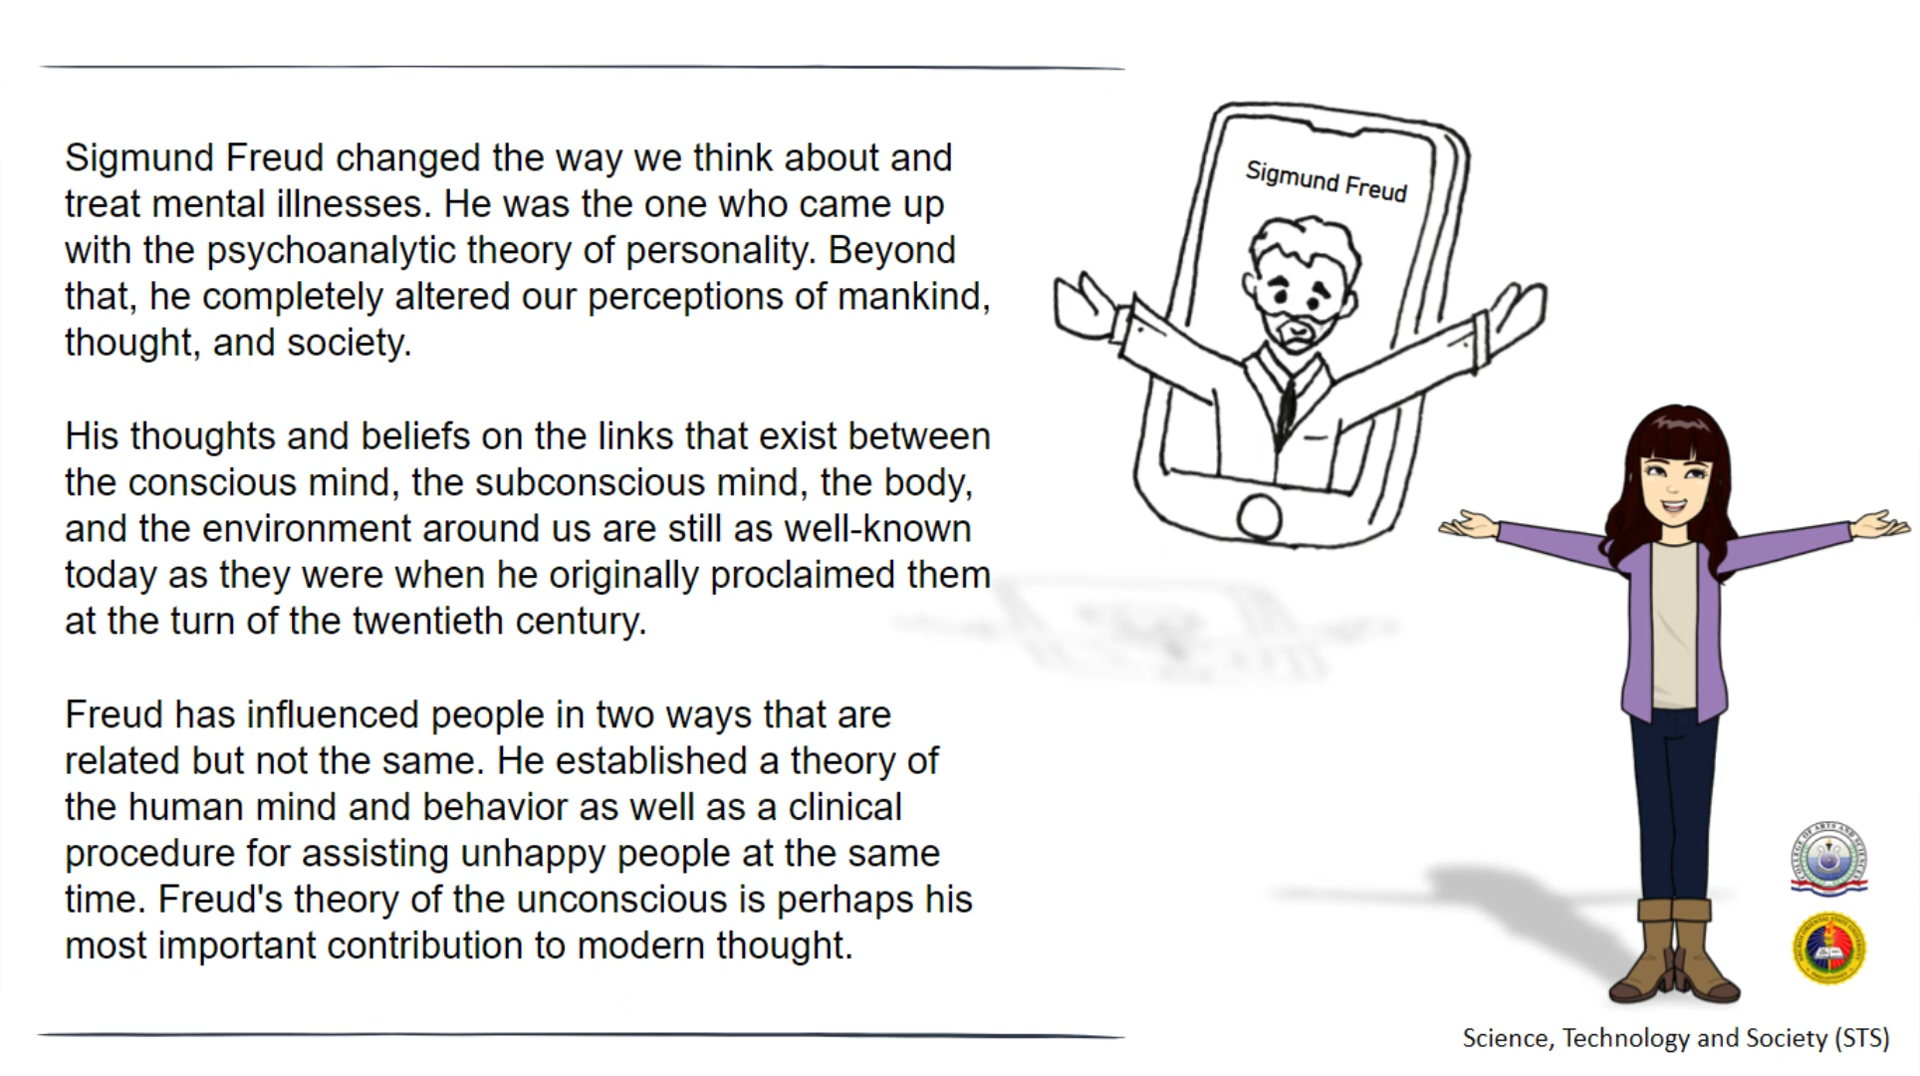 Sigmund Freud changed the way we think about and
treat mental illnesses. He was the one who came up
with the psychoanalytic theory of personality. Beyond
that, he completely altered our perceptions of mankind,
thought, and society.
His thoughts and beliefs on the links that exist between
the conscious mind, the subconscious mind, the body,
and the environment around us are still as well-known
today as they were when he originally proclaimed them
at the turn of the twentieth century.
Freud has influenced people in two ways that are
related but not the same. He established a theory of
the human mind and behavior as well as a clinical
procedure for assisting unhappy people at the same
time. Freud's theory of the unconscious is perhaps his
most important contribution to modern thought.
Sigmund Freud
COLLEGE OF ARTS AND SCIENCES
Science, Technology and Society (STS)